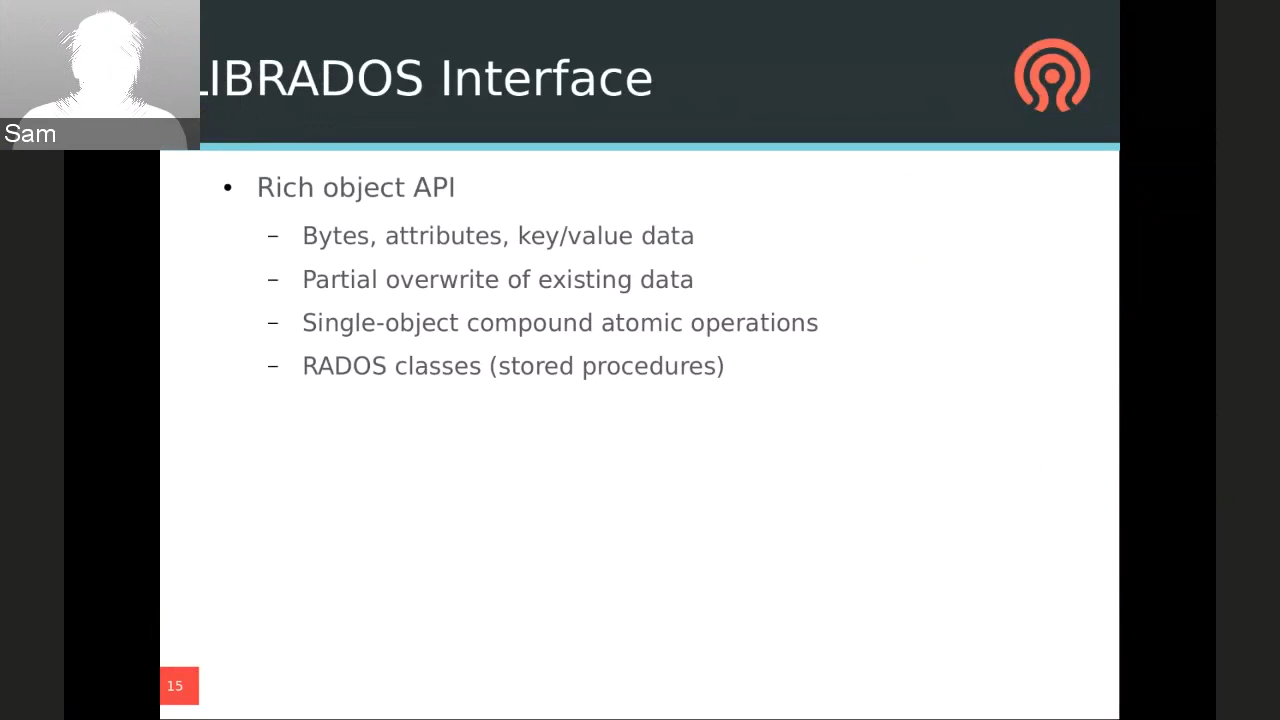 LIBRADOS Interface
Sam
• Rich object API
– Bytes, attributes, key/value data
– Partial overwrite of existing data
– Single-object compound atomic operations
– RADOS classes (stored procedures)
15